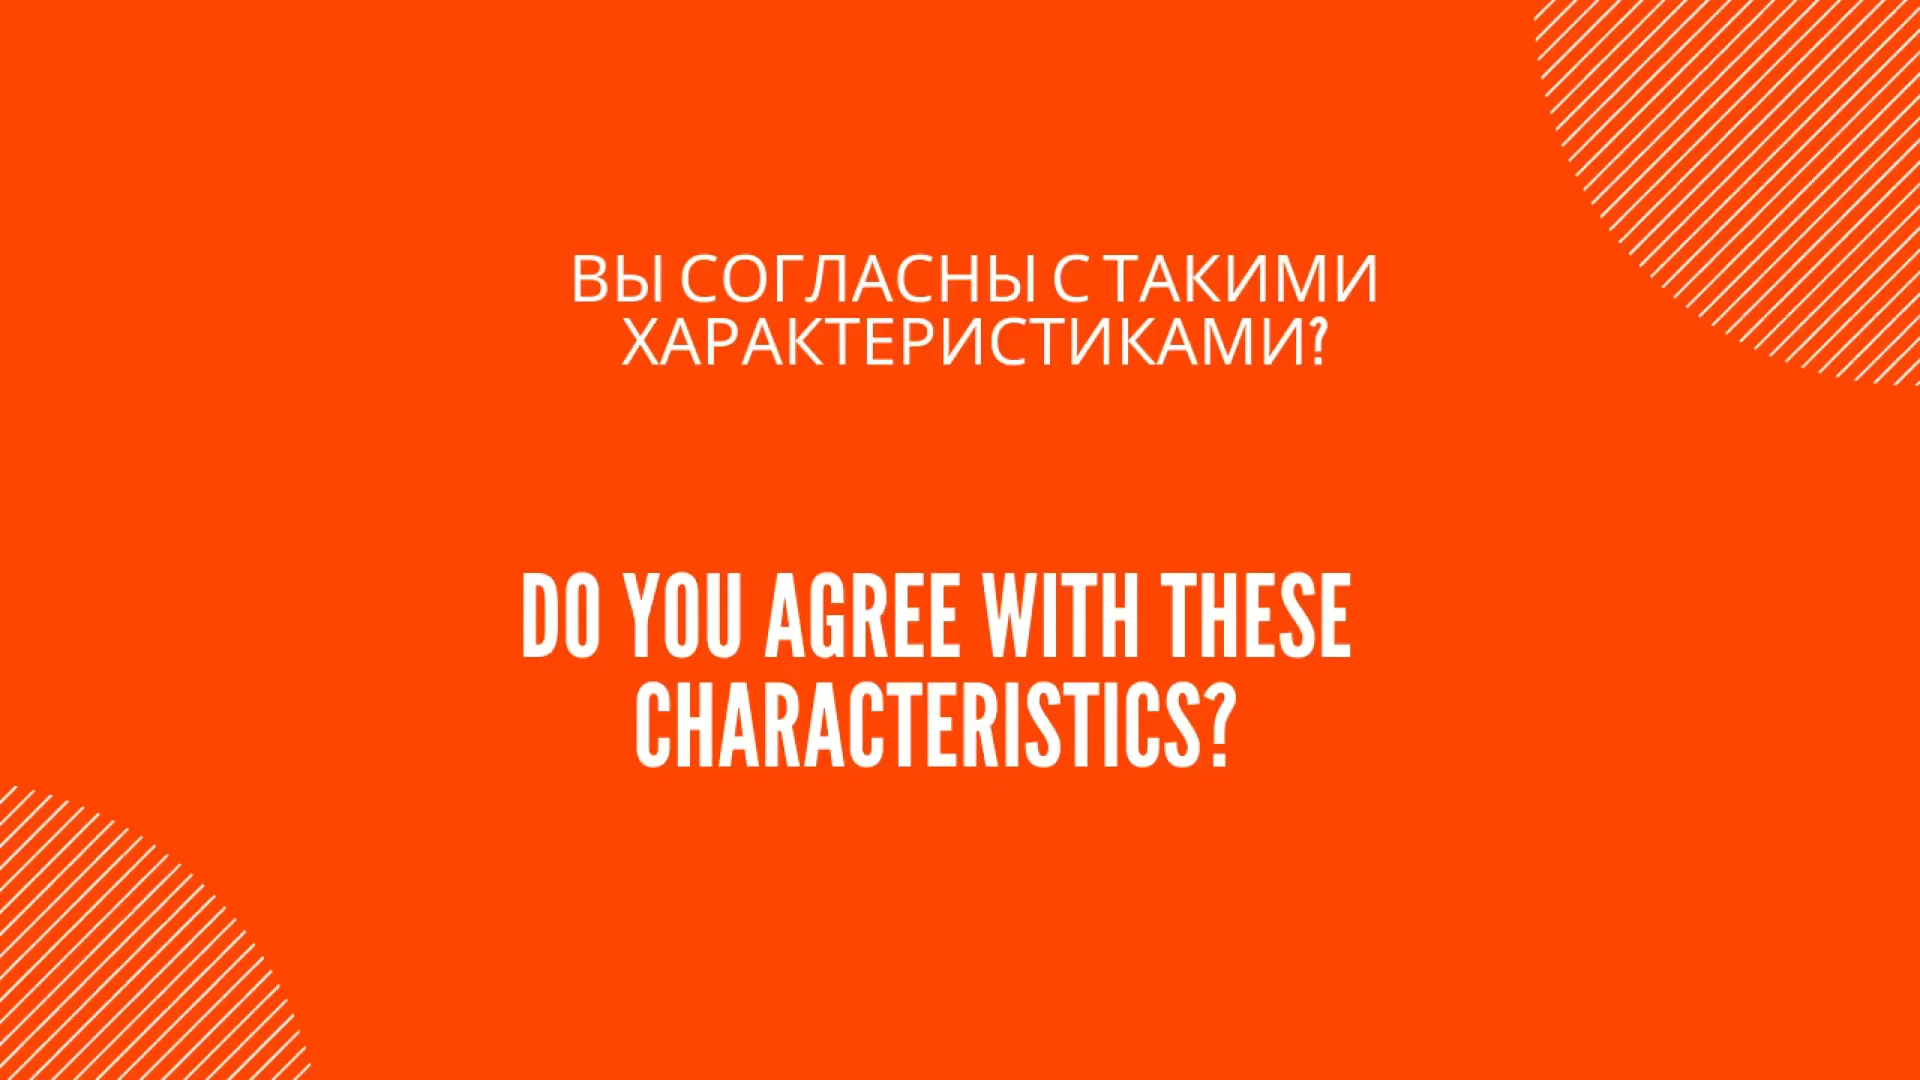 ВЫ СОГЛАСНЫ С ТАКИМИ
ХАРАКТЕРИСТИКАМИ?
DO YOU AGREE WITH THESE
CHARACTERISTICS?